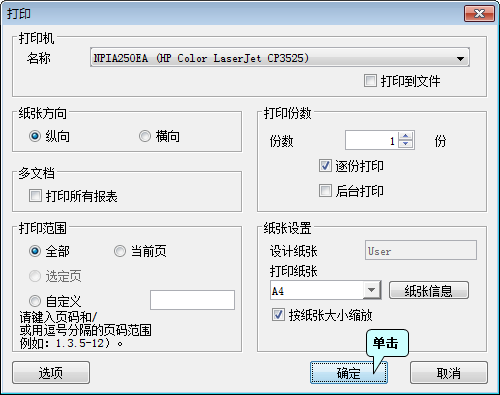 打印
打印机
名称
NPIA250EA (HP Color LaserJet CP3525)
打印到文件
纸张方向
纵向
横向
打印份数
份数
1
份
逐份打印
后台打印
多文档
打印所有报表
打印范围
全部
当前页
选定页
自定义
请键入页码和/
或用逗号分隔的页码范围
例如: 1.3.5-12) 。
纸张设置
设计纸张
User
打印纸张
A4
纸张信息
按纸张大小缩放
单击
选项
确定
取消